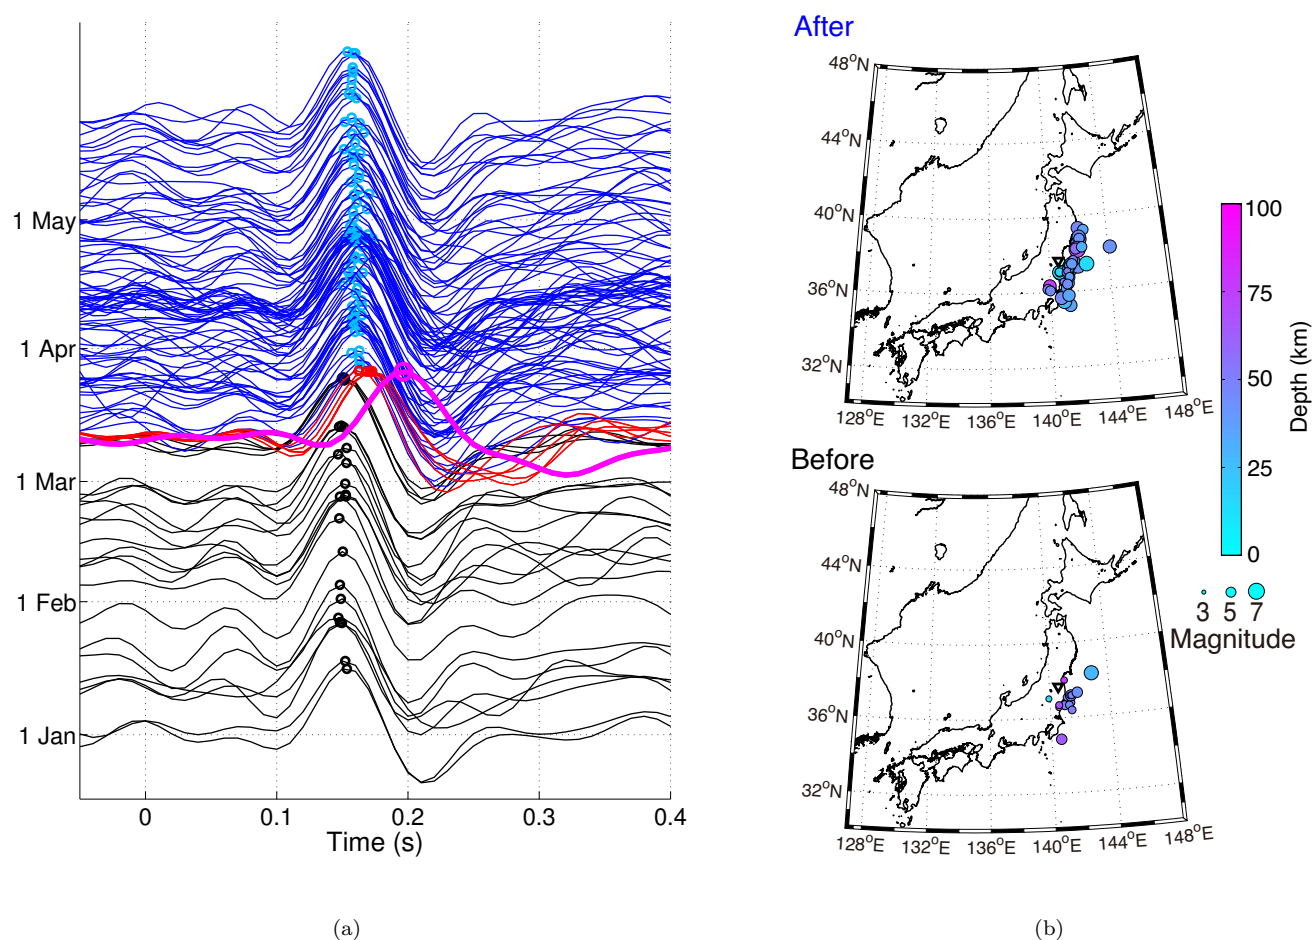 1 May
1 Apr
1 Mar
1 Feb
1 Jan
0 0.1 0.2 0.3 0.4
Time (s)
(a)
After
48°N
44°N
40°N
36°N
32°N
128°E 132°E 136°E 140°E 144°E 148°E
Before
48°N
44°N
40°N
36°N
32°N
128°E 132°E 136°E 140°E 144°E 148°E
100
75
50
25
0
Depth (km)
3 5 7
Magnitude
(b)